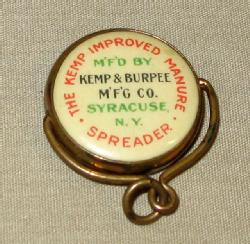 THE KEMP IMPROVED MANURE
· SPREADER ·
M'F'D BY
KEMP & BURPEE
M'F'G CO.
SYRACUSE,
N.Y.